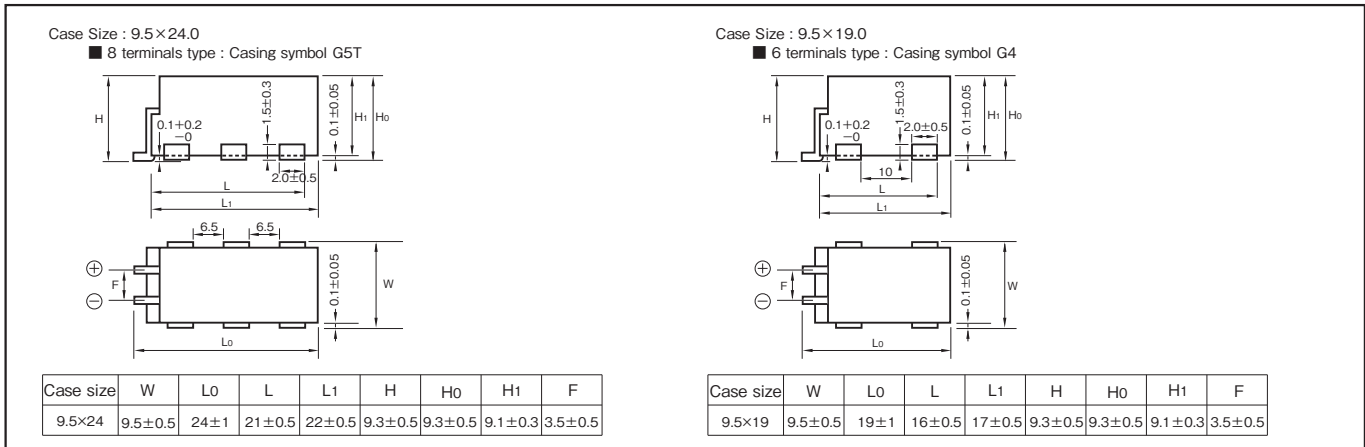 Case Size : 9.5×24.0
■ 8 terminals type : Casing symbol G5T
H
0.1+0.2
−0
1.5±0.3
0.1±0.05
H1
H0
2.0±0.5
L
L1
6.5
6.5
⊕
F
⊖
0.1±0.05
W
L0
Case size W L0 L L1 H H0 H1 F
9.5×24 9.5±0.5 24±1 21±0.5 22±0.5 9.3±0.5 9.3±0.5 9.1±0.3 3.5±0.5
Case Size : 9.5×19.0
■ 6 terminals type : Casing symbol G4
H
0.1+0.2
−0
1.5±0.3
2.0±0.5
0.1±0.05
H1
H0
10
L
L1
⊕
F
⊖
0.1±0.05
W
L0
Case size W L0 L L1 H H0 H1 F
9.5×19 9.5±0.5 19±1 16±0.5 17±0.5 9.3±0.5 9.3±0.5 9.1±0.3 3.5±0.5